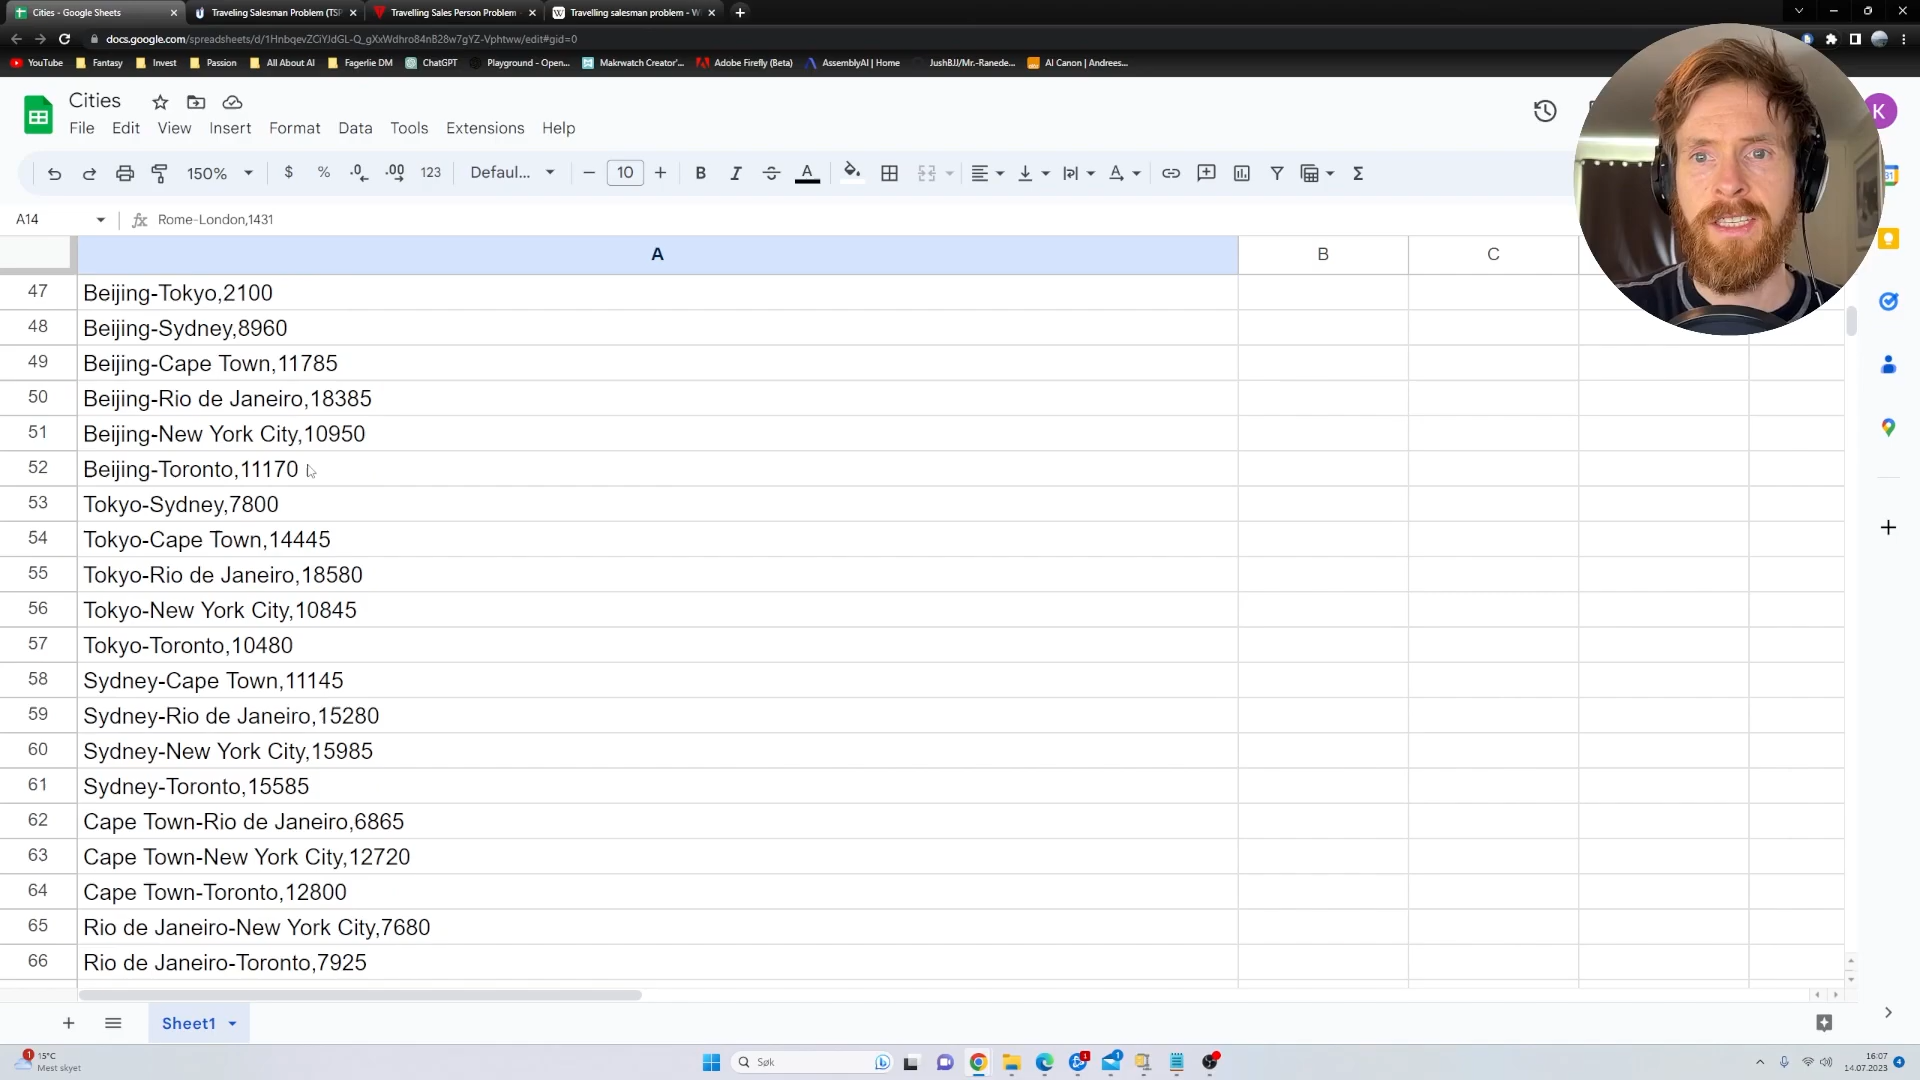 Cities - Google Sheets
Traveling Salesman Problem (TSP
Travelling Sales Person Problem
Travelling salesman problem - W
docs.google.com/spreadsheets/d/1HnbqevZCiYJdGL-Q_gXxWdhro84nB28w7gYZ-Vphtww/edit#gid=0
YouTube
Fantasy
Invest
Passion
All About AI
Fagerlie DM
ChatGPT
Playground - Open...
Makrwatch Creator'...
Adobe Firefly (Beta)
AssemblyAI | Home
JushBJJ/Mr.-Ranede...
AI Canon | Andrees...
Cities
File Edit View Insert Format Data Tools Extensions Help
K
150% $ % .0 .00 123 Defaul... 10 B I A
A14 fx Rome-London,1431
A B C
47 Beijing-Tokyo,2100
48 Beijing-Sydney,8960
49 Beijing-Cape Town,11785
50 Beijing-Rio de Janeiro,18385
51 Beijing-New York City,10950
52 Beijing-Toronto,11170
53 Tokyo-Sydney,7800
54 Tokyo-Cape Town,14445
55 Tokyo-Rio de Janeiro,18580
56 Tokyo-New York City,10845
57 Tokyo-Toronto,10480
58 Sydney-Cape Town,11145
59 Sydney-Rio de Janeiro,15280
60 Sydney-New York City,15985
61 Sydney-Toronto,15585
62 Cape Town-Rio de Janeiro,6865
63 Cape Town-New York City,12720
64 Cape Town-Toronto,12800
65 Rio de Janeiro-New York City,7680
66 Rio de Janeiro-Toronto,7925
Sheet1
15°C
Mest skyet
Søk
16:07
14.07.2023